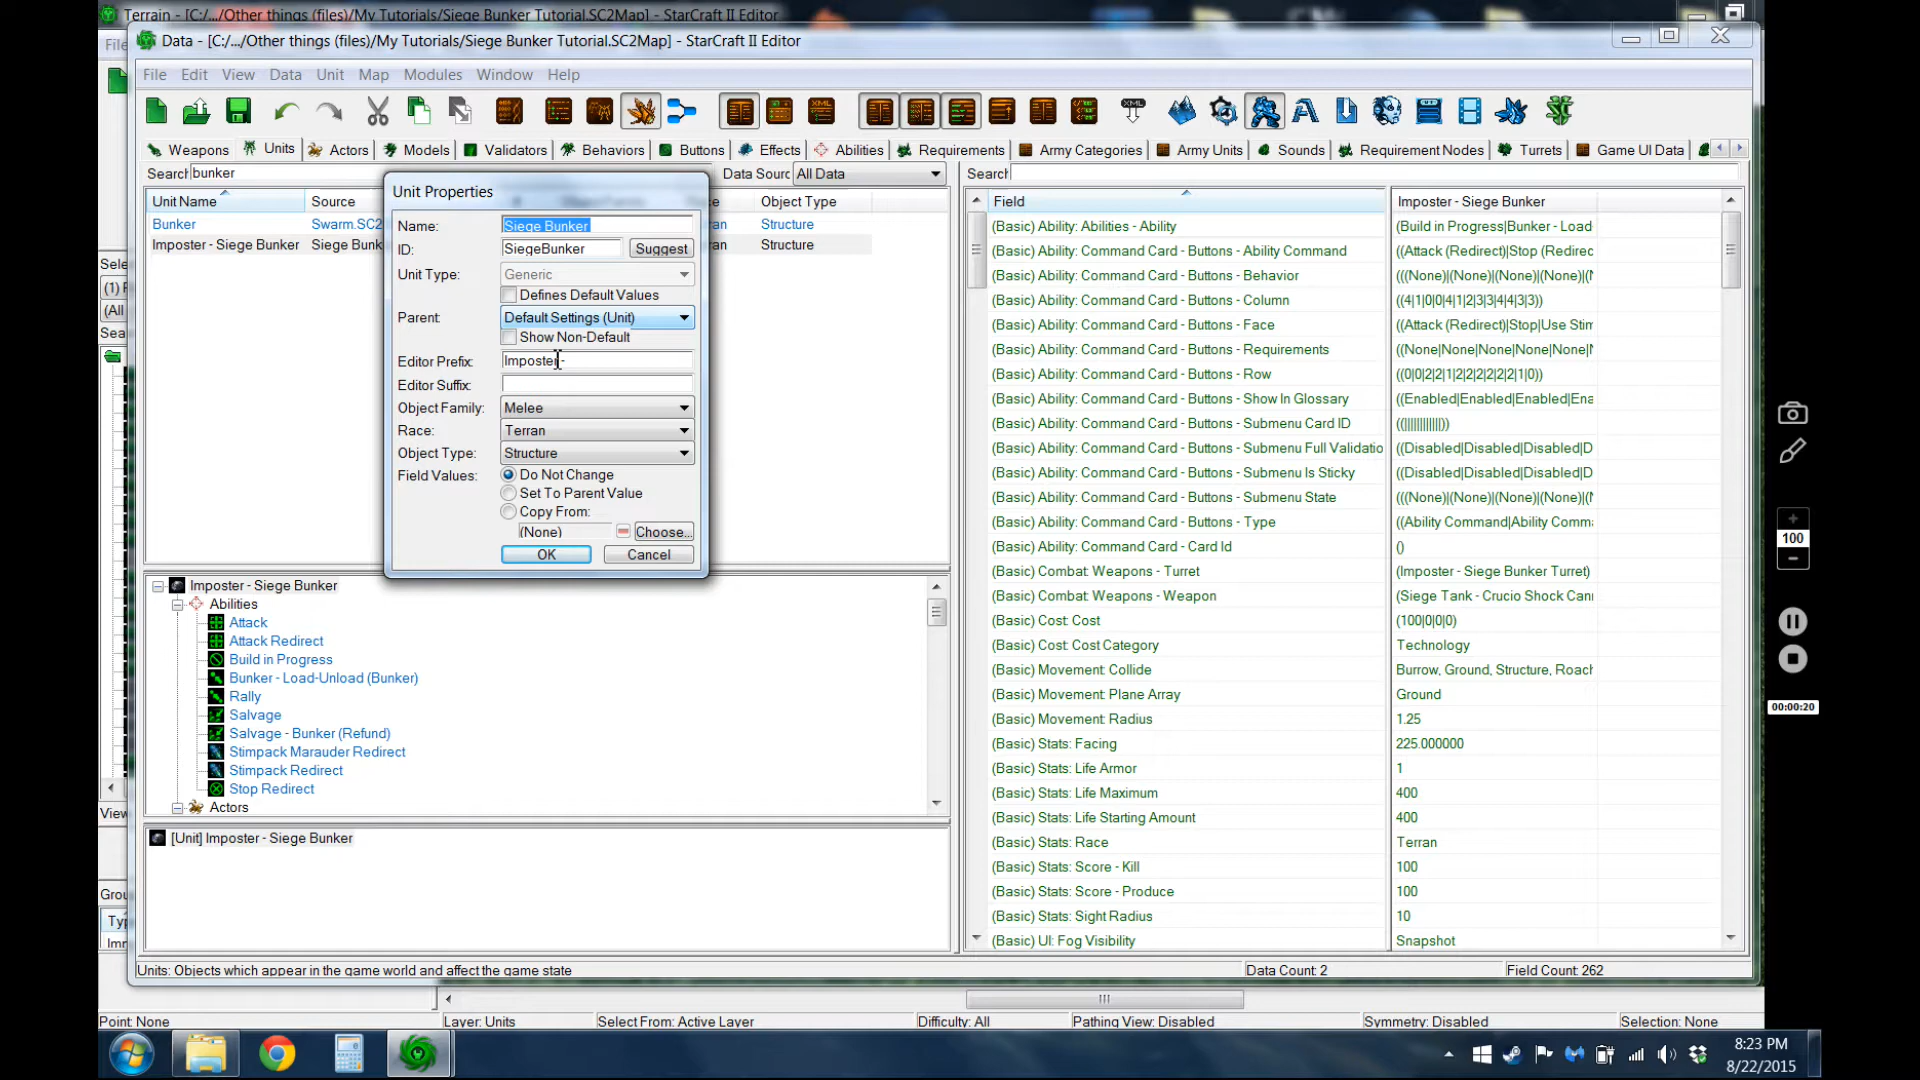 Terrain - [C:/.../Other things (files)/My Tutorials/Siege Bunker Tutorial.SC2Map] - StarCraft II Editor
Data - [C:/.../Other things (files)/My Tutorials/Siege Bunker Tutorial.SC2Map] - StarCraft II Editor
File
File Edit View Data Unit Map Modules Window Help
Weapons Units Actors Models Validators Behaviors Buttons Effects Abilities Requirements Army Categories Army Units Sounds Requirement Nodes Turrets Game UI Data
Search bunker Data Sourc All Data Search
Unit Name Source Object Type
Bunker Swarm.SC2 ran Structure
Imposter - Siege Bunker Siege Bunk ran Structure
Unit Properties
Name: Siege Bunker
ID: SiegeBunker Suggest
Unit Type: Generic
Defines Default Values
Parent: Default Settings (Unit)
Show Non-Default
Editor Prefix: Imposter -
Editor Suffix:
Object Family: Melee
Race: Terran
Object Type: Structure
Field Values: Do Not Change
Set To Parent Value
Copy From:
(None) Choose...
OK Cancel
Sele
(1)
(All
Sear
View
Grou
Typ
Imm
Imposter - Siege Bunker
Abilities
Attack
Attack Redirect
Build in Progress
Bunker - Load-Unload (Bunker)
Rally
Salvage
Salvage - Bunker (Refund)
Stimpack Marauder Redirect
Stimpack Redirect
Stop Redirect
Actors
[Unit] Imposter - Siege Bunker
Field Imposter - Siege Bunker
(Basic) Ability: Abilities - Ability (Build in Progress|Bunker - Load-
(Basic) Ability: Command Card - Buttons - Ability Command ((Attack (Redirect)|Stop (Redirec
(Basic) Ability: Command Card - Buttons - Behavior (((None)|(None)|(None)|(None)|(N
(Basic) Ability: Command Card - Buttons - Column ((4|1|0|0|4|1|2|3|3|4|4|3|3))
(Basic) Ability: Command Card - Buttons - Face ((Attack (Redirect)|Stop|Use Stim
(Basic) Ability: Command Card - Buttons - Requirements ((None|None|None|None|None|N
(Basic) Ability: Command Card - Buttons - Row ((0|0|2|2|1|2|2|2|2|2|2|1|0))
(Basic) Ability: Command Card - Buttons - Show In Glossary ((Enabled|Enabled|Enabled|Ena
(Basic) Ability: Command Card - Buttons - Submenu Card ID ((||||||||||||))
(Basic) Ability: Command Card - Buttons - Submenu Full Validatio ((Disabled|Disabled|Disabled|D
(Basic) Ability: Command Card - Buttons - Submenu Is Sticky ((Disabled|Disabled|Disabled|D
(Basic) Ability: Command Card - Buttons - Submenu State (((None)|(None)|(None)|(None)|(N
(Basic) Ability: Command Card - Buttons - Type ((Ability Command|Ability Comma
(Basic) Ability: Command Card - Card Id ()
(Basic) Combat: Weapons - Turret (Imposter - Siege Bunker Turret)
(Basic) Combat: Weapons - Weapon (Siege Tank - Crucio Shock Can
(Basic) Cost: Cost (100|0|0|0)
(Basic) Cost: Cost Category Technology
(Basic) Movement: Collide Burrow, Ground, Structure, Roach
(Basic) Movement: Plane Array Ground
(Basic) Movement: Radius 1.25
(Basic) Stats: Facing 225.000000
(Basic) Stats: Life Armor 1
(Basic) Stats: Life Maximum 400
(Basic) Stats: Life Starting Amount 400
(Basic) Stats: Race Terran
(Basic) Stats: Score - Kill 100
(Basic) Stats: Score - Produce 100
(Basic) Stats: Sight Radius 10
(Basic) UI: Fog Visibility Snapshot
Units: Objects which appear in the game world and affect the game state Data Count: 2 Field Count: 262
Point: None Layer: Units Select From: Active Layer Difficulty: All Pathing View: Disabled Symmetry: Disabled Selection: None
8:23 PM
8/22/2015
100
00:00:20